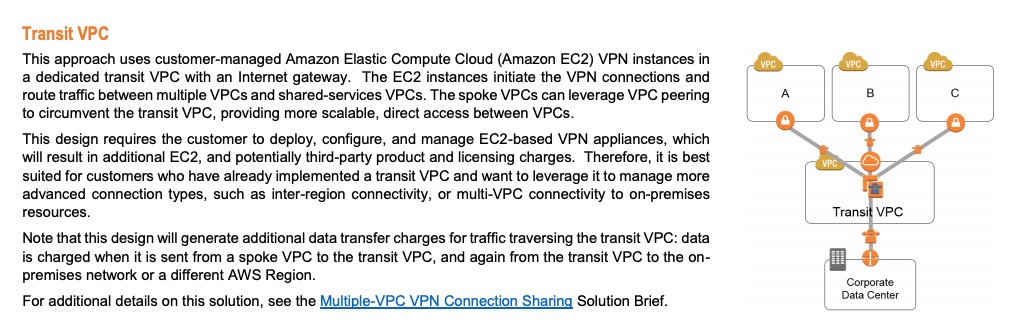 Transit VPC
This approach uses customer-managed Amazon Elastic Compute Cloud (Amazon EC2) VPN instances in
a dedicated transit VPC with an Internet gateway.  The EC2 instances initiate the VPN connections and
route traffic between multiple VPCs and shared-services VPCs. The spoke VPCs can leverage VPC peering
to circumvent the transit VPC, providing more scalable, direct access between VPCs.
This design requires the customer to deploy, configure, and manage EC2-based VPN appliances, which
will result in additional EC2, and potentially third-party product and licensing charges.  Therefore, it is best
suited for customers who have already implemented a transit VPC and want to leverage it to manage more
advanced connection types, such as inter-region connectivity, or multi-VPC connectivity to on-premises
resources.
Note that this design will generate additional data transfer charges for traffic traversing the transit VPC: data
is charged when it is sent from a spoke VPC to the transit VPC, and again from the transit VPC to the on-
premises network or a different AWS Region.
For additional details on this solution, see the Multiple-VPC VPN Connection Sharing Solution Brief.
VPC
VPC
VPC
A
B
C
VPC
Transit VPC
Corporate
Data Center